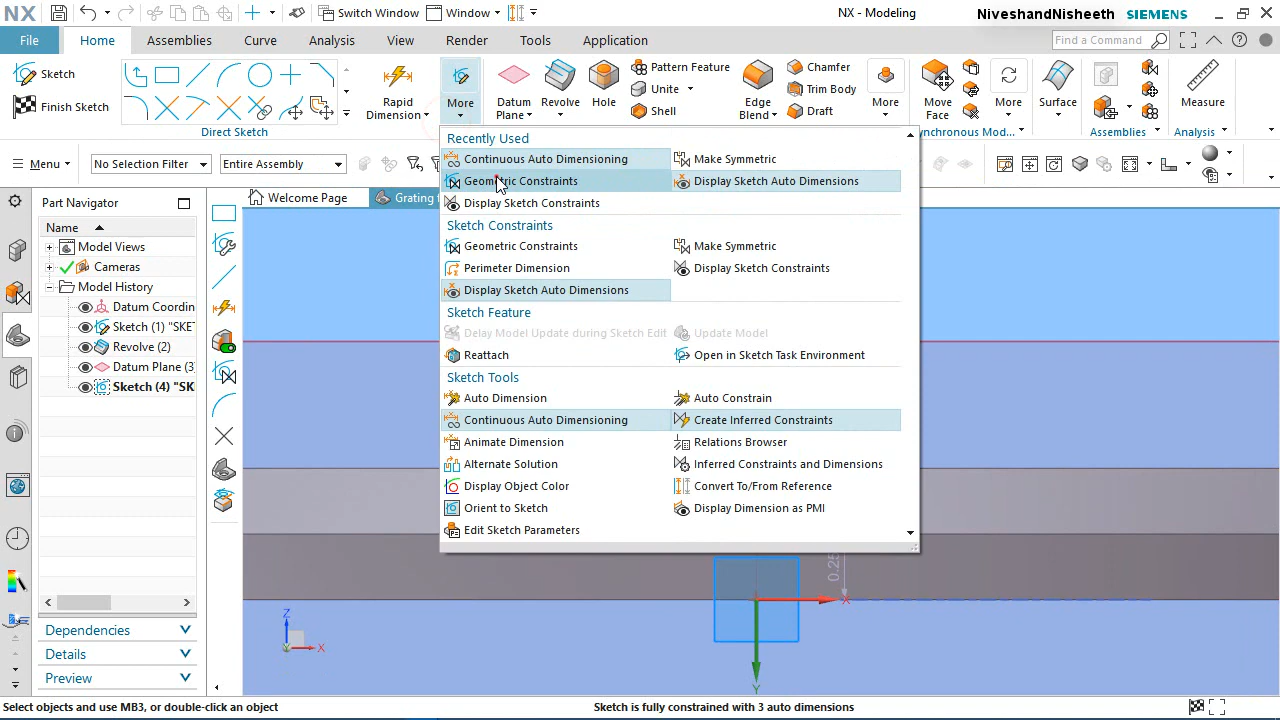 NX
Switch Window
Window
NX - Modeling
NiveshandNisheeth
SIEMENS
File
Home
Assemblies
Curve
Analysis
View
Render
Tools
Application
Find a Command
Sketch
Finish Sketch
Direct Sketch
Rapid
Dimension
More
Datum
Plane
Revolve
Hole
Pattern Feature
Unite
Shell
Edge
Blend
Chamfer
Trim Body
Draft
More
Move
Face
More
Surface
Assemblies
Measure
ynchronous Mod...
Assemblies
Analysis
Menu
No Selection Filter
Entire Assembly
Part Navigator
Welcome Page
Grating
Name
Model Views
Cameras
Model History
Datum Coordin
Sketch (1) "SKE
Revolve (2)
Datum Plane (3
Sketch (4) "SK
Dependencies
Details
Preview
Recently Used
Continuous Auto Dimensioning
Make Symmetric
Geometric Constraints
Display Sketch Auto Dimensions
Display Sketch Constraints
Sketch Constraints
Geometric Constraints
Make Symmetric
Perimeter Dimension
Display Sketch Constraints
Display Sketch Auto Dimensions
Sketch Feature
Delay Model Update during Sketch Edit
Update Model
Reattach
Open in Sketch Task Environment
Sketch Tools
Auto Dimension
Auto Constrain
Continuous Auto Dimensioning
Create Inferred Constraints
Animate Dimension
Relations Browser
Alternate Solution
Inferred Constraints and Dimensions
Display Object Color
Convert To/From Reference
Orient to Sketch
Display Dimension as PMI
Edit Sketch Parameters
0.25
X
Y
Z
Y
X
Select objects and use MB3, or double-click an object
Sketch is fully constrained with 3 auto dimensions